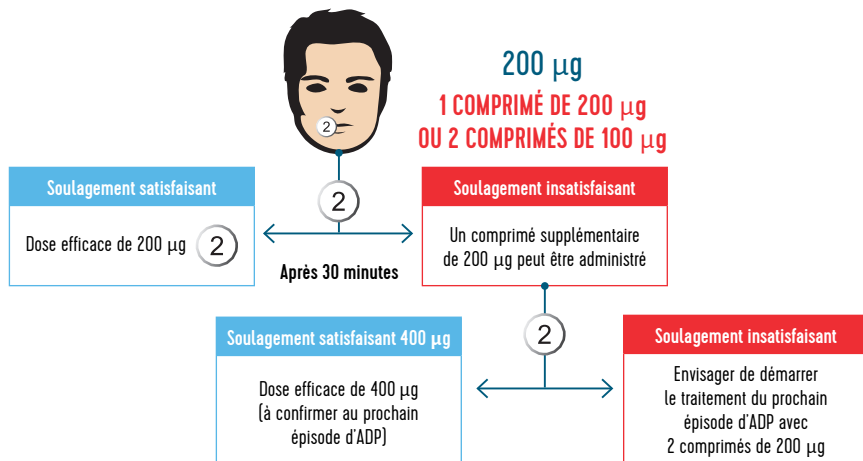 200 µg
1 COMPRIMÉ DE 200 µg
OU 2 COMPRIMÉS DE 100 µg
2
2
Soulagement satisfaisant
Dose efficace de 200 µg
2
Après 30 minutes
Soulagement insatisfaisant
Un comprimé supplémentaire
de 200 µg peut être administré
2
Soulagement satisfaisant 400 µg
Dose efficace de 400 µg
(à confirmer au prochain
épisode d'ADP)
Soulagement insatisfaisant
Envisager de démarrer
le traitement du prochain
épisode d'ADP avec
2 comprimés de 200 µg